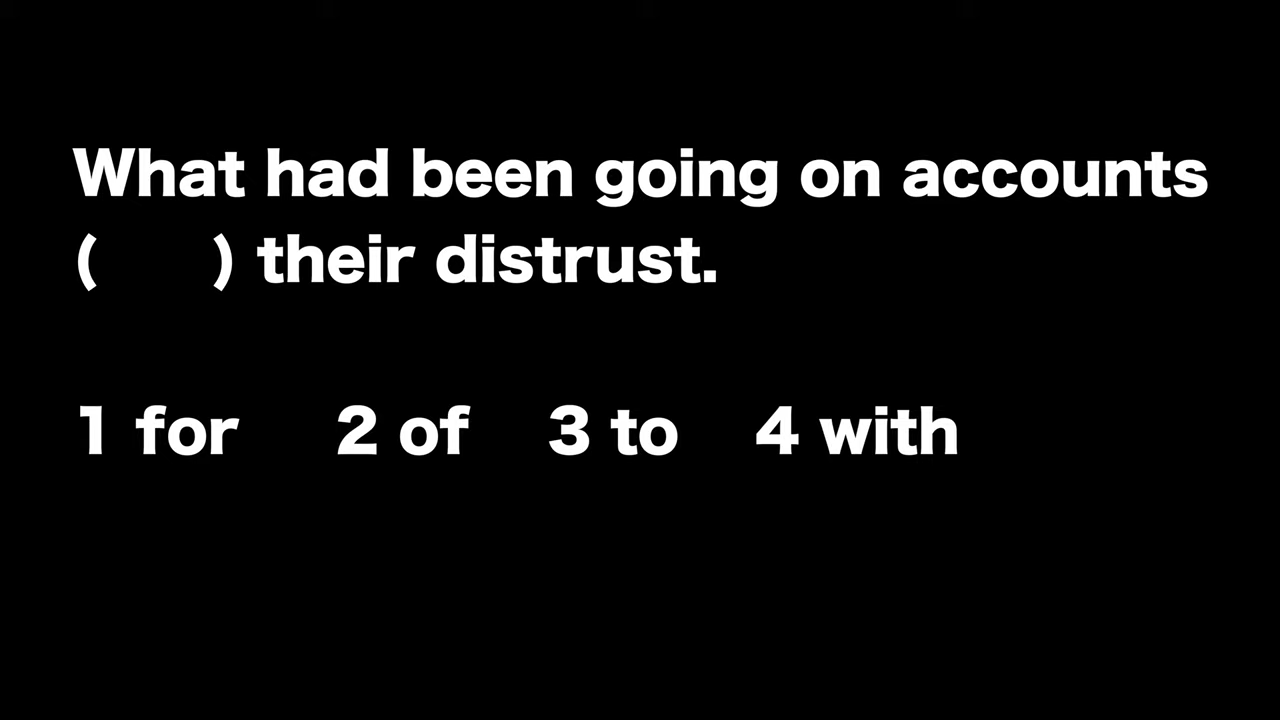 What had been going on accounts
(      ) their distrust.
1 for   2 of   3 to   4 with